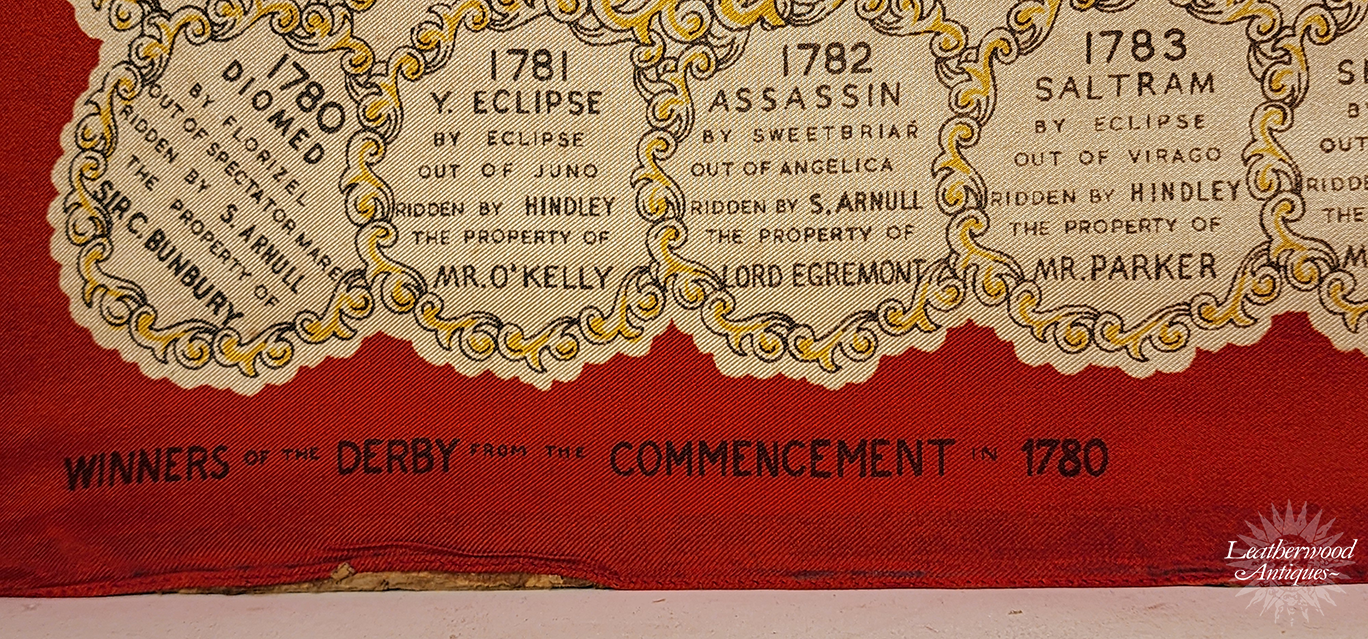 1780
DIOMED
BY FLORIZEL
OUT OF SPECTATOR MARE
RIDDEN BY S. ARNULL
THE PROPERTY OF
SIR C. BUNBURY
1781
Y. ECLIPSE
BY ECLIPSE
OUT OF JUNO
RIDDEN BY HINDLEY
THE PROPERTY OF
MR. O'KELLY
1782
ASSASSIN
BY SWEETBRIAR
OUT OF ANGELICA
RIDDEN BY S. ARNULL
THE PROPERTY OF
LORD EGREMONT
1783
SALTRAM
BY ECLIPSE
OUT OF VIRAGO
RIDDEN BY HINDLEY
THE PROPERTY OF
MR. PARKER
OUT
THE
WINNERS OF THE DERBY FROM THE COMMENCEMENT IN 1780
Leatherwood
Antiques~